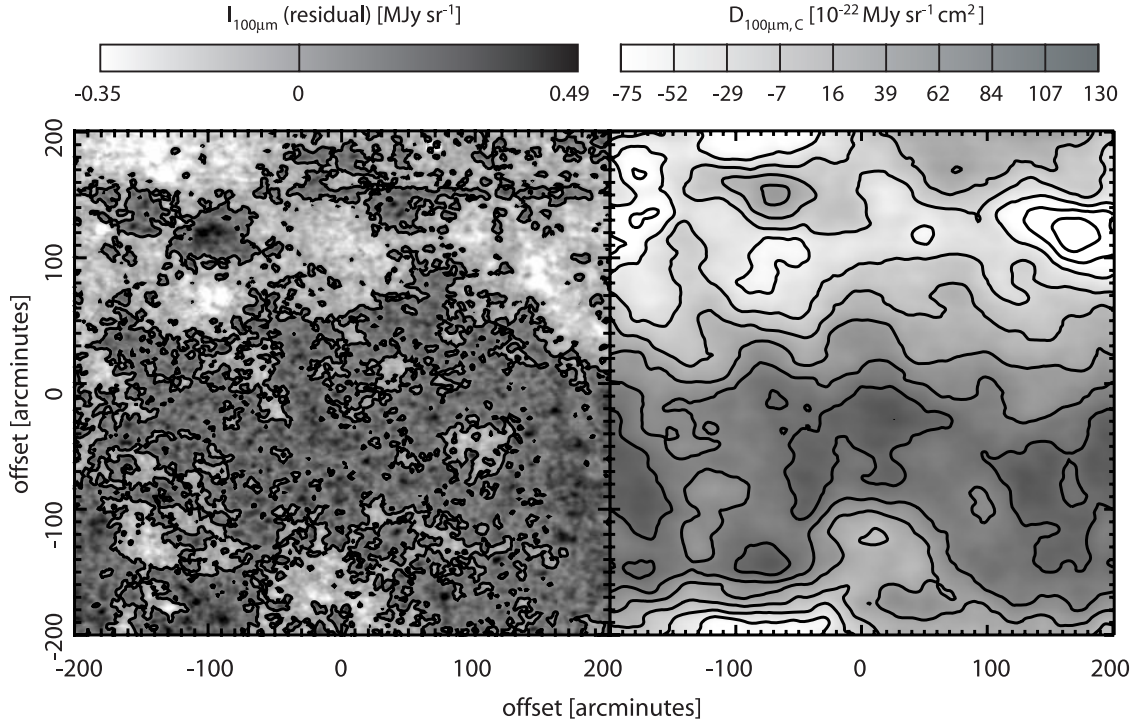 I100μm (residual) [MJy sr-1]
D100μm, C [10-22 MJy sr-1 cm2]
-0.35 0 0.49
-75 -52 -29 -7 16 39 62 84 107 130
200
100
0
-100
-200
offset [arcminutes]
-200 -100 0 100 200
-100 0 100 200
offset [arcminutes]